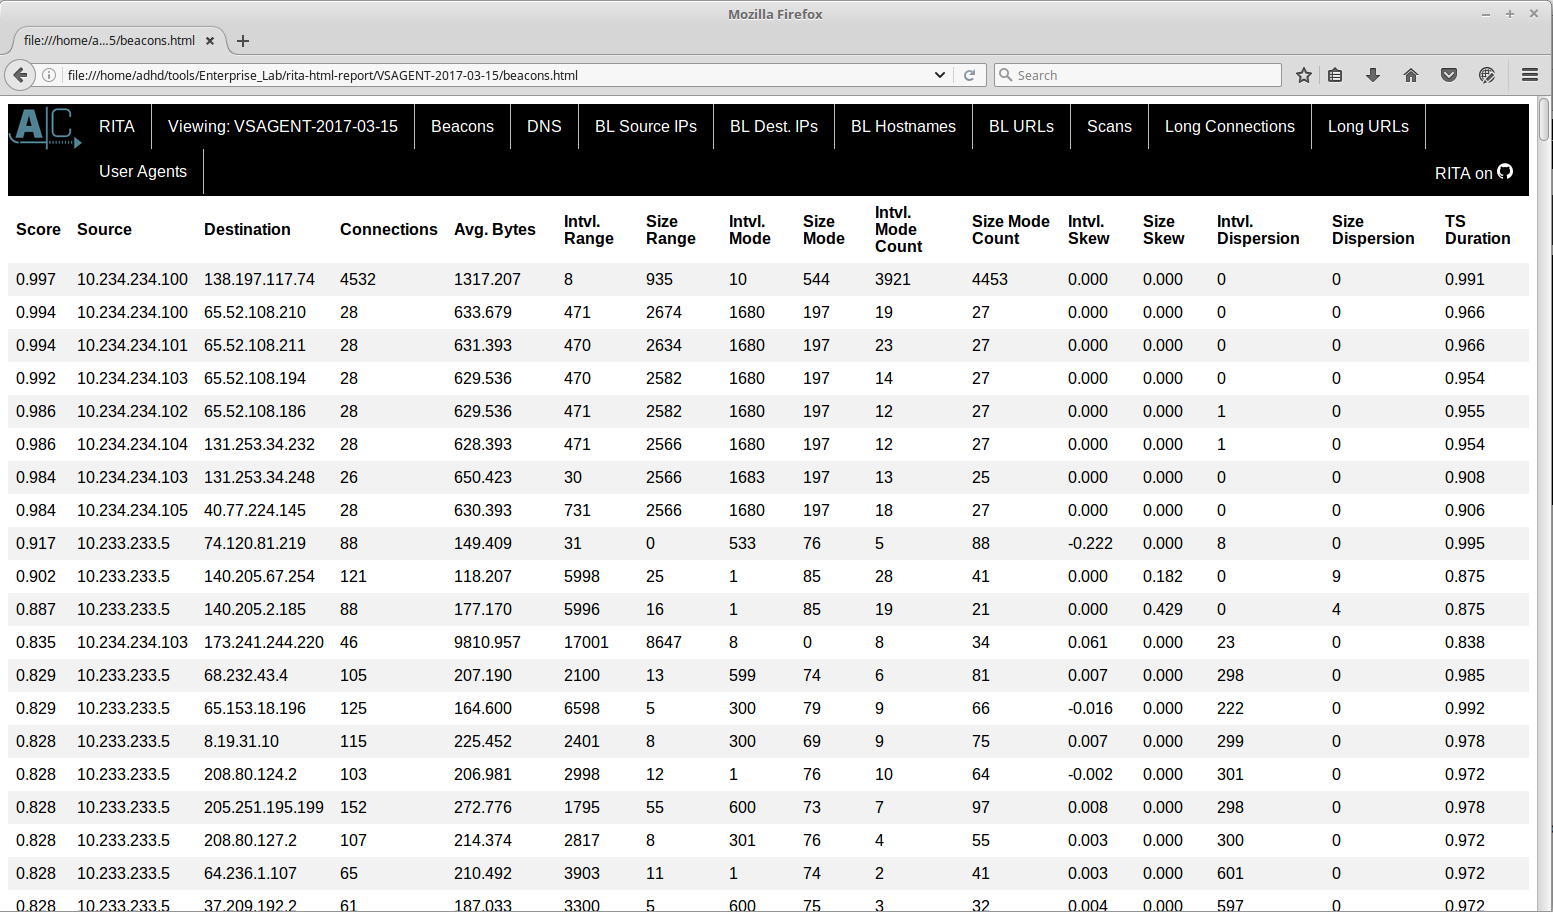 Mozilla Firefox
file:///home/a...5/beacons.html
file:///home/adhd/tools/Enterprise_Lab/rita-html-report/VSAGENT-2017-03-15/beacons.html Search
A|C RITA Viewing: VSAGENT-2017-03-15 Beacons DNS BL Source IPs BL Dest. IPs BL Hostnames BL URLs Scans Long Connections Long URLs
User Agents RITA on
Score Source Destination Connections Avg. Bytes Intvl. Range Size Range Intvl. Mode Size Mode Intvl. Mode Count Size Mode Count Intvl. Skew Size Skew Intvl. Dispersion Size Dispersion TS Duration
0.997 10.234.234.100 138.197.117.74 4532 1317.207 8 935 10 544 3921 4453 0.000 0.000 0 0 0.991
0.994 10.234.234.100 65.52.108.210 28 633.679 471 2674 1680 197 19 27 0.000 0.000 0 0 0.966
0.994 10.234.234.101 65.52.108.211 28 631.393 470 2634 1680 197 23 27 0.000 0.000 0 0 0.966
0.992 10.234.234.103 65.52.108.194 28 629.536 470 2582 1680 197 14 27 0.000 0.000 0 0 0.954
0.986 10.234.234.102 65.52.108.186 28 629.536 471 2582 1680 197 12 27 0.000 0.000 1 0 0.955
0.986 10.234.234.104 131.253.34.232 28 628.393 471 2566 1680 197 12 27 0.000 0.000 1 0 0.954
0.984 10.234.234.103 131.253.34.248 26 650.423 30 2566 1683 197 13 25 0.000 0.000 0 0 0.908
0.984 10.234.234.105 40.77.224.145 28 630.393 731 2566 1680 197 18 27 0.000 0.000 0 0 0.906
0.917 10.233.233.5 74.120.81.219 88 149.409 31 0 533 76 5 88 -0.222 0.000 8 0 0.995
0.902 10.233.233.5 140.205.67.254 121 118.207 5998 25 1 85 28 41 0.000 0.182 0 9 0.875
0.887 10.233.233.5 140.205.2.185 88 177.170 5996 16 1 85 19 21 0.000 0.429 0 4 0.875
0.835 10.234.234.103 173.241.244.220 46 9810.957 17001 8647 8 0 8 34 0.061 0.000 23 0 0.838
0.829 10.233.233.5 68.232.43.4 105 207.190 2100 13 599 74 6 81 0.007 0.000 298 0 0.985
0.829 10.233.233.5 65.153.18.196 125 164.600 6598 5 300 79 9 66 -0.016 0.000 222 0 0.992
0.828 10.233.233.5 8.19.31.10 115 225.452 2401 8 300 69 9 75 0.007 0.000 299 0 0.978
0.828 10.233.233.5 208.80.124.2 103 206.981 2998 12 1 76 10 64 -0.002 0.000 301 0 0.972
0.828 10.233.233.5 205.251.195.199 152 272.776 1795 55 600 73 7 97 0.008 0.000 298 0 0.978
0.828 10.233.233.5 208.80.127.2 107 214.374 2817 8 301 76 4 55 0.003 0.000 300 0 0.972
0.828 10.233.233.5 64.236.1.107 65 210.492 3903 11 1 74 2 41 0.003 0.000 601 0 0.972
0.828 10.233.233.5 37.209.192.2 61 187.033 3300 5 600 75 3 32 0.004 0.000 597 0 0.972